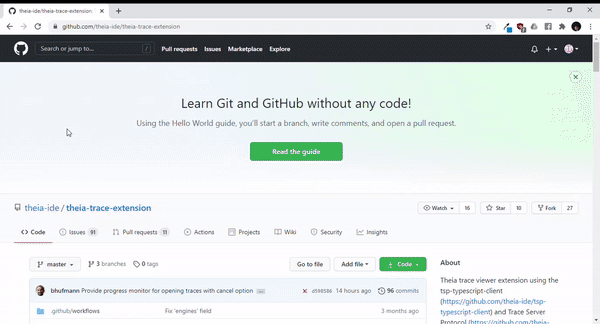 theia-ide/theia-trace-extension
github.com/theia-ide/theia-trace-extension
Search or jump to... / Pull requests Issues Marketplace Explore
Learn Git and GitHub without any code!
Using the Hello World guide, you'll start a branch, write comments, and open a pull request.
Read the guide
theia-ide / theia-trace-extension
Watch 16 Star 10 Fork 27
Code Issues 91 Pull requests 11 Actions Projects Wiki Security Insights
master 3 branches 0 tags Go to file Add file Code About
bhufmann Provide progress monitor for opening traces with cancel option ... d598586 14 hours ago 96 commits
Theia trace viewer extension using the
tsp-typescript-client
(https://github.com/theia-ide/tsp-
typescript-client) and Trace Server
.github/workflows Fix 'engines' field 3 months ago
Protocol (https://github.com/theia-